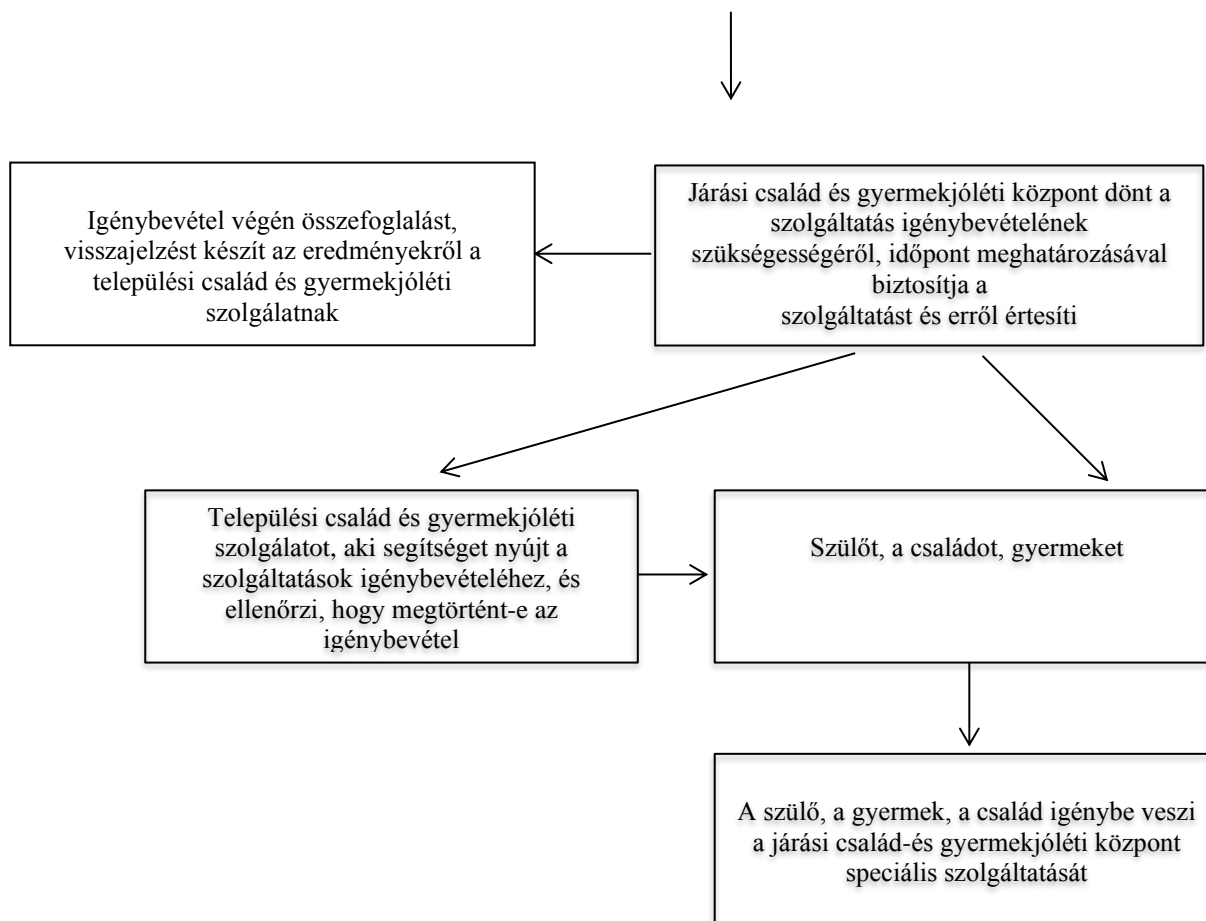 Igénybevétel végén összefoglalást,
visszajelzést készít az eredményekről a
települési család és gyermekjóléti
szolgálatnak
Járási család és gyermekjóléti központ dönt a
szolgáltatás igénybevételének
szükségességéről, időpont meghatározásával
biztosítja a
szolgáltatást és erről értesíti
Települési család és gyermekjóléti
szolgálatot, aki segítséget nyújt a
szolgáltatások igénybevételéhez, és
ellenőrzi, hogy megtörtént-e az
igénybevétel
Szülőt, a családot, gyermeket
A szülő, a gyermek, a család igénybe veszi
a járási család-és gyermekjóléti központ
speciális szolgáltatását